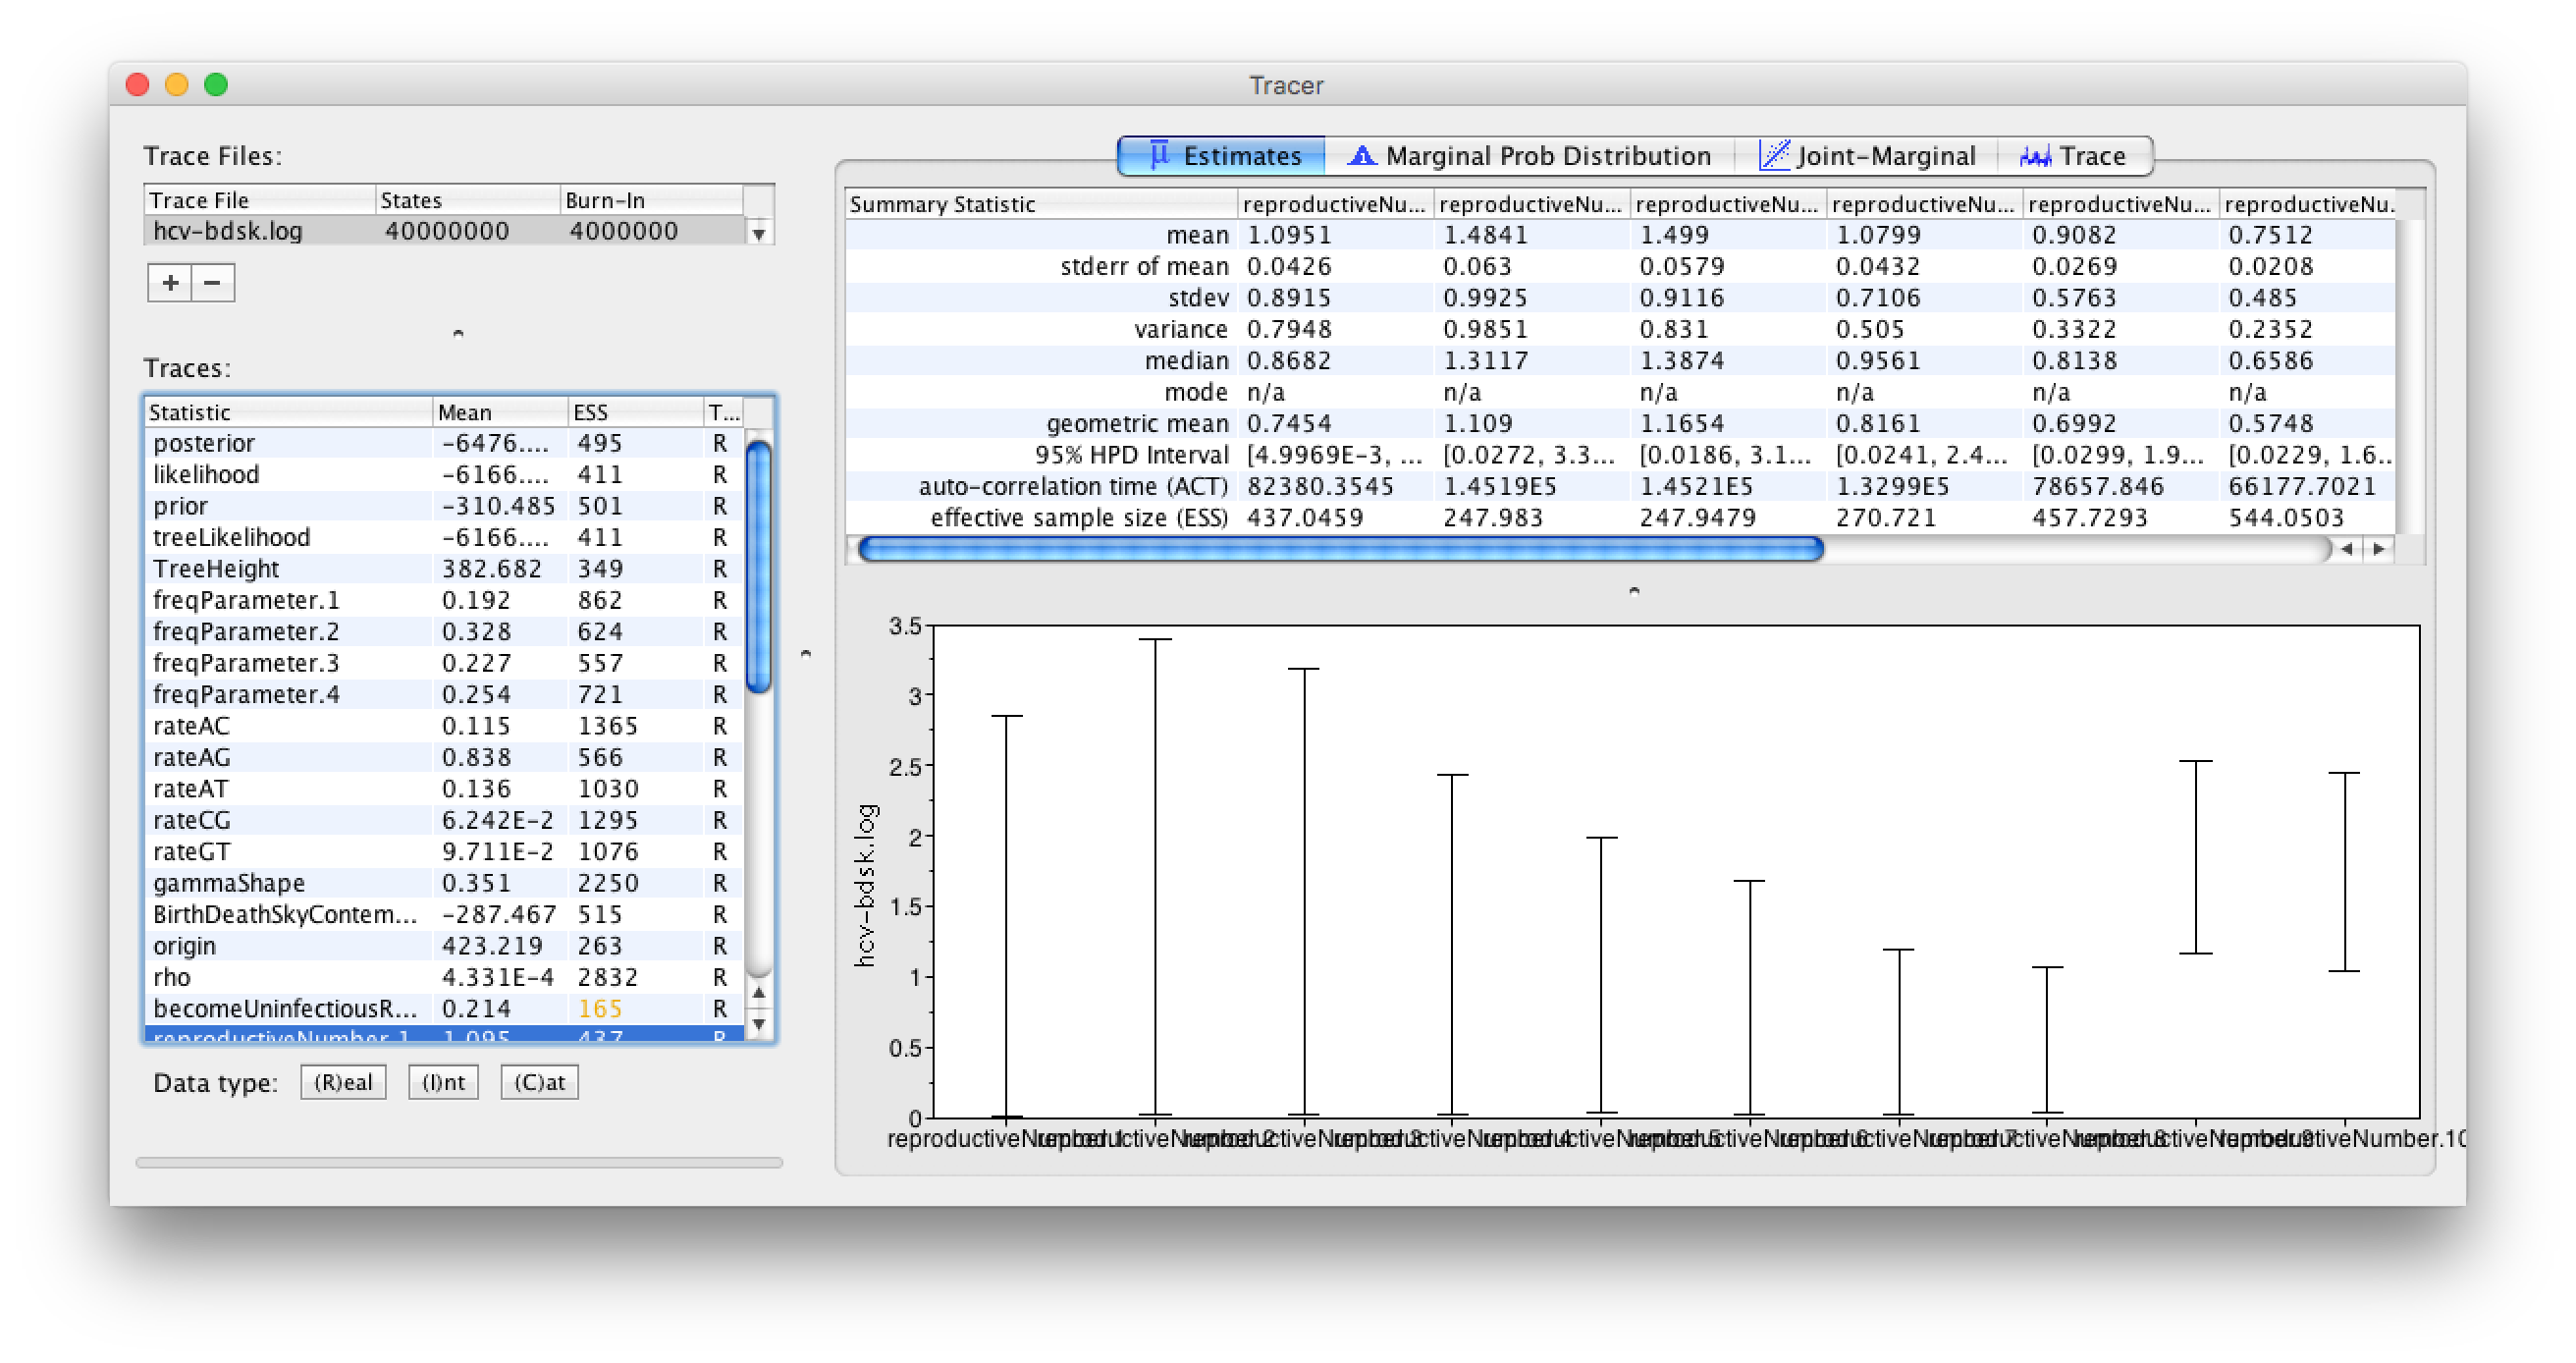 Tracer
Trace Files:
Trace File States Burn-In
hcv-bdsk.log 40000000 4000000
+ −
Traces:
Statistic Mean ESS T...
posterior -6476.... 495 R
likelihood -6166.... 411 R
prior -310.485 501 R
treeLikelihood -6166.... 411 R
TreeHeight 382.682 349 R
freqParameter.1 0.192 862 R
freqParameter.2 0.328 624 R
freqParameter.3 0.227 557 R
freqParameter.4 0.254 721 R
rateAC 0.115 1365 R
rateAG 0.838 566 R
rateAT 0.136 1030 R
rateCG 6.242E-2 1295 R
rateGT 9.711E-2 1076 R
gammaShape 0.351 2250 R
BirthDeathSkyContem... -287.467 515 R
origin 423.219 263 R
rho 4.331E-4 2832 R
becomeUninfectiousR... 0.214 165 R
reproductiveNumber.1 1.095 437 R
Data type: (R)eal (I)nt (C)at
Estimates Marginal Prob Distribution Joint-Marginal Trace
Summary Statistic reproductiveNu... reproductiveNu... reproductiveNu... reproductiveNu... reproductiveNu... reproductiveNu.
mean 1.0951 1.4841 1.499 1.0799 0.9082 0.7512
stderr of mean 0.0426 0.063 0.0579 0.0432 0.0269 0.0208
stdev 0.8915 0.9925 0.9116 0.7106 0.5763 0.485
variance 0.7948 0.9851 0.831 0.505 0.3322 0.2352
median 0.8682 1.3117 1.3874 0.9561 0.8138 0.6586
mode n/a n/a n/a n/a n/a n/a
geometric mean 0.7454 1.109 1.1654 0.8161 0.6992 0.5748
95% HPD Interval [4.9969E-3, ... [0.0272, 3.3... [0.0186, 3.1... [0.0241, 2.4... [0.0299, 1.9... [0.0229, 1.6..
auto-correlation time (ACT) 82380.3545 1.4519E5 1.4521E5 1.3299E5 78657.846 66177.7021
effective sample size (ESS) 437.0459 247.983 247.9479 270.721 457.7293 544.0503
3.5
3
2.5
2
1.5
1
0.5
0
hcv-bdsk.log
reproductiveNumber.1 reproductiveNumber.2 reproductiveNumber.3 reproductiveNumber.4 reproductiveNumber.5 reproductiveNumber.6 reproductiveNumber.7 reproductiveNumber.8 reproductiveNumber.9 reproductiveNumber.10